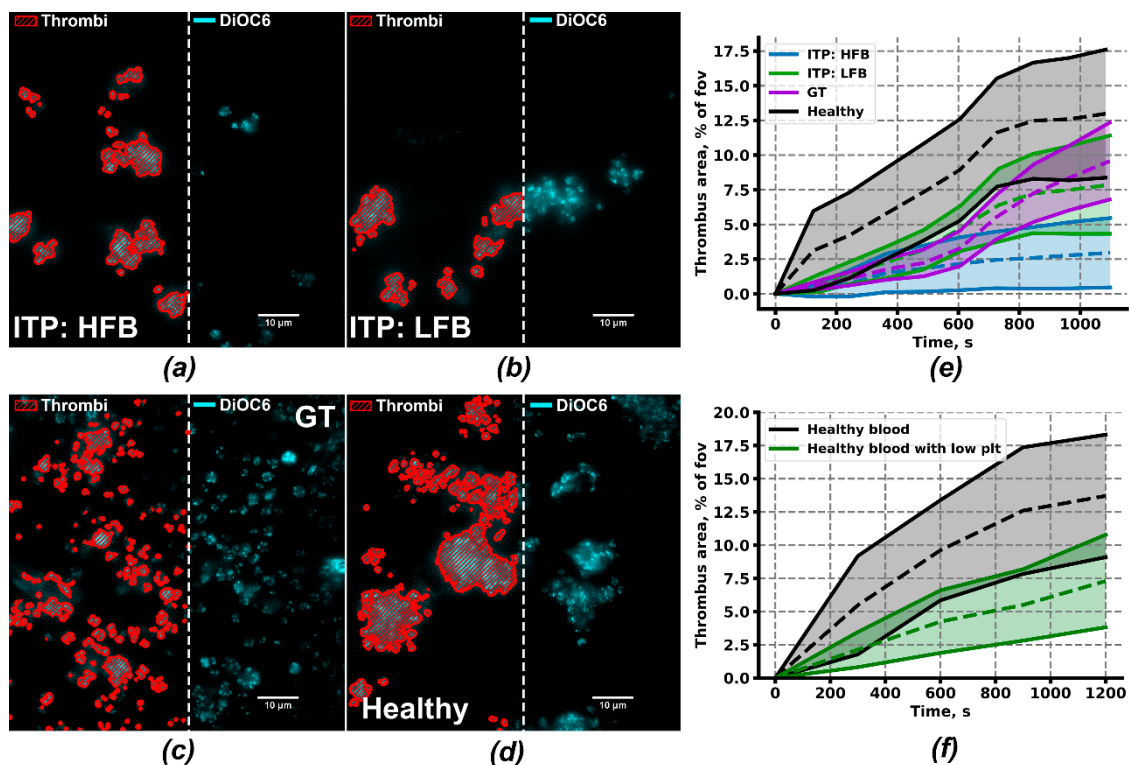 Thrombi
DiOC6
Thrombi
DiOC6
ITP: HFB
10 μm
ITP: LFB
10 μm
(a)
(b)
Thrombus area, % of fov
17.5
15.0
12.5
10.0
7.5
5.0
2.5
0.0
ITP: HFB
ITP: LFB
GT
Healthy
0
200
400
600
800
1000
Time, s
(e)
Thrombi
DiOC6
GT
Thrombi
DiOC6
10 μm
Healthy
10 μm
(c)
(d)
Thrombus area, % of fov
20.0
17.5
15.0
12.5
10.0
7.5
5.0
2.5
0.0
Healthy blood
Healthy blood with low plt
0
200
400
600
800
1000
1200
Time, s
(f)